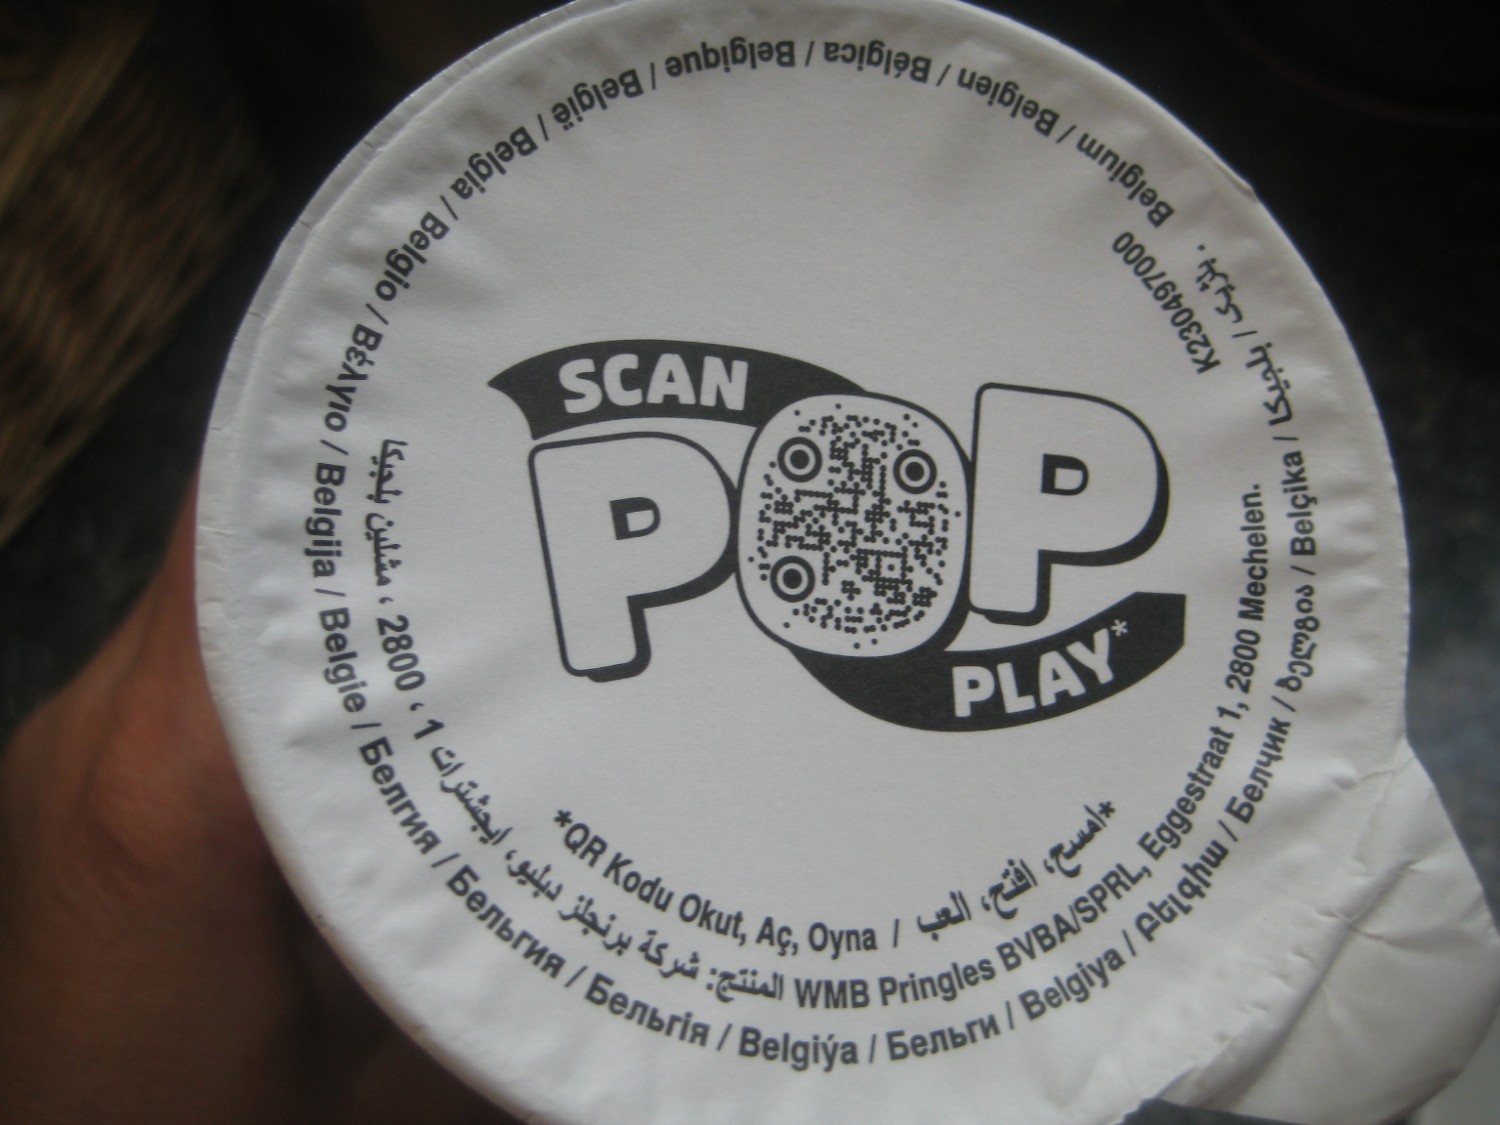 SCAN
POP
PLAY*
*QR Kodu Okut, Aç, Oyna / امسح، افتح، العب*
المنتج: شركة برنجلز دبليو، ايجشترات 1 ، 2800 ، مشلين بلجيكا
WMB Pringles BVBA/SPRL, Eggestraat 1, 2800 Mechelen.
K230497000
Belgium / Belgien / Bélgica / Belgique / België / Belgia / Belgio / Βέλγιο / Belgija / Belgie / Белгия / Бельгия / Бельгія / Belgiýa / Бельги / Belgiya / Բելգիա / Белчик / ბელგია / Belçika / بلجيكا /